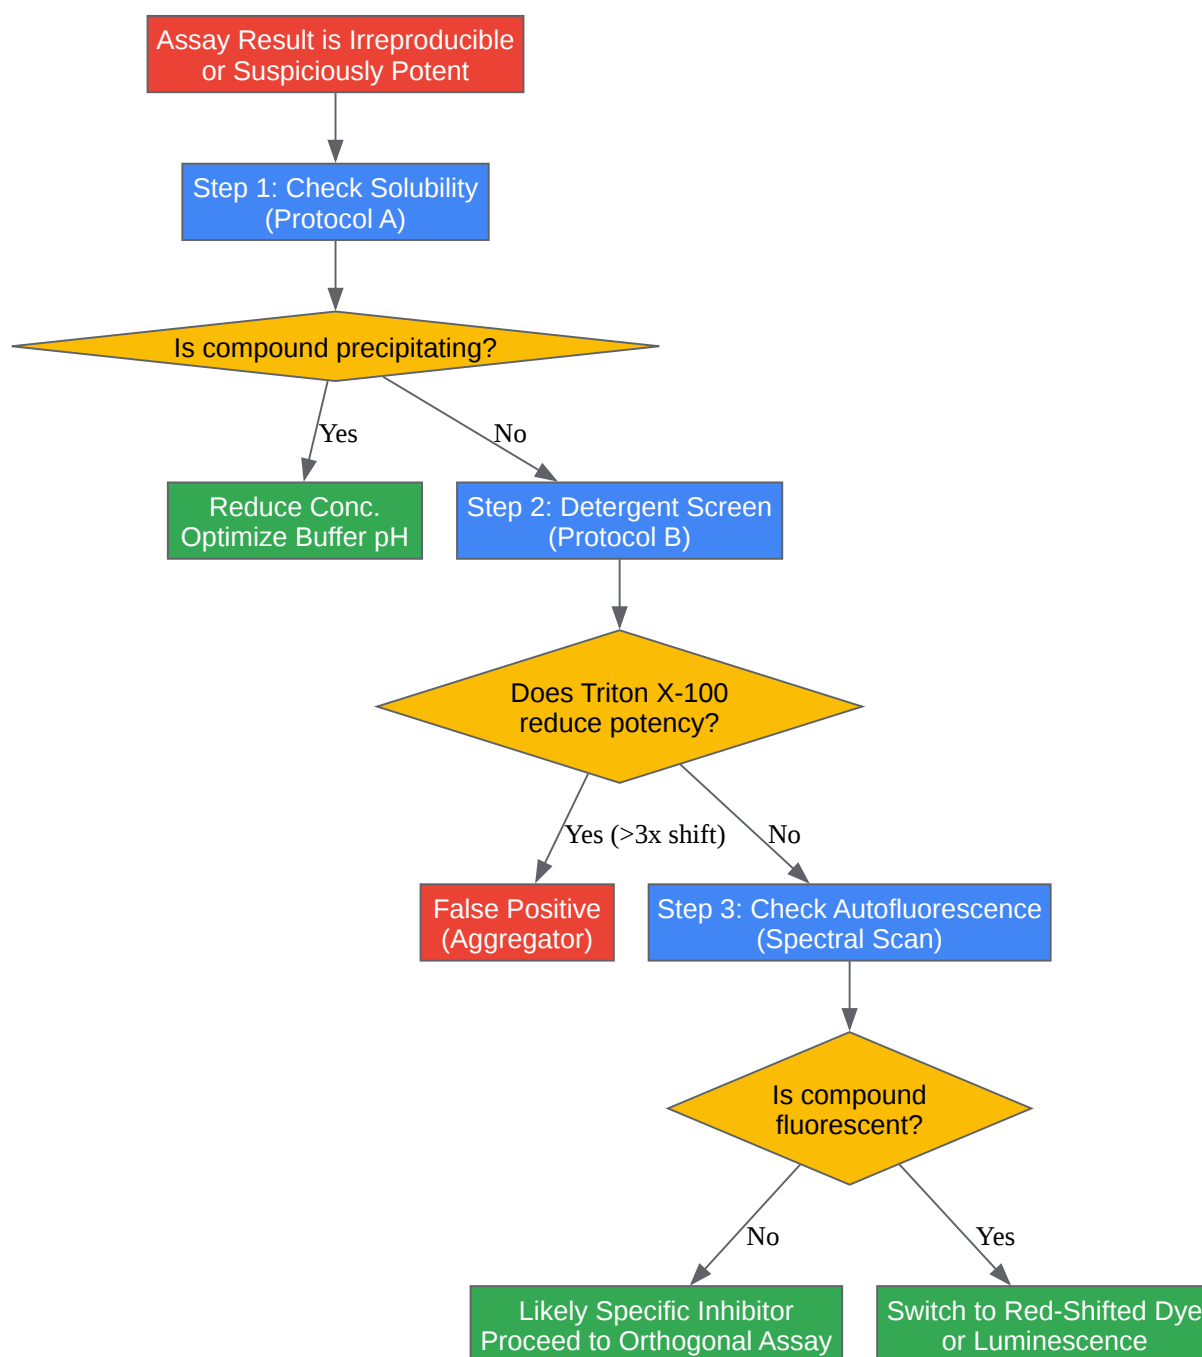 Assay Result is Irreproducible
or Suspiciously Potent
Step 1: Check Solubility
(Protocol A)
Is compound precipitating?
Yes
No
Reduce Conc.
Optimize Buffer pH
Step 2: Detergent Screen
(Protocol B)
Does Triton X-100
reduce potency?
Yes (>3x shift)
No
False Positive
(Aggregator)
Step 3: Check Autofluorescence
(Spectral Scan)
Is compound
fluorescent?
No
Yes
Likely Specific Inhibitor
Proceed to Orthogonal Assay
Switch to Red-Shifted Dye
or Luminescence